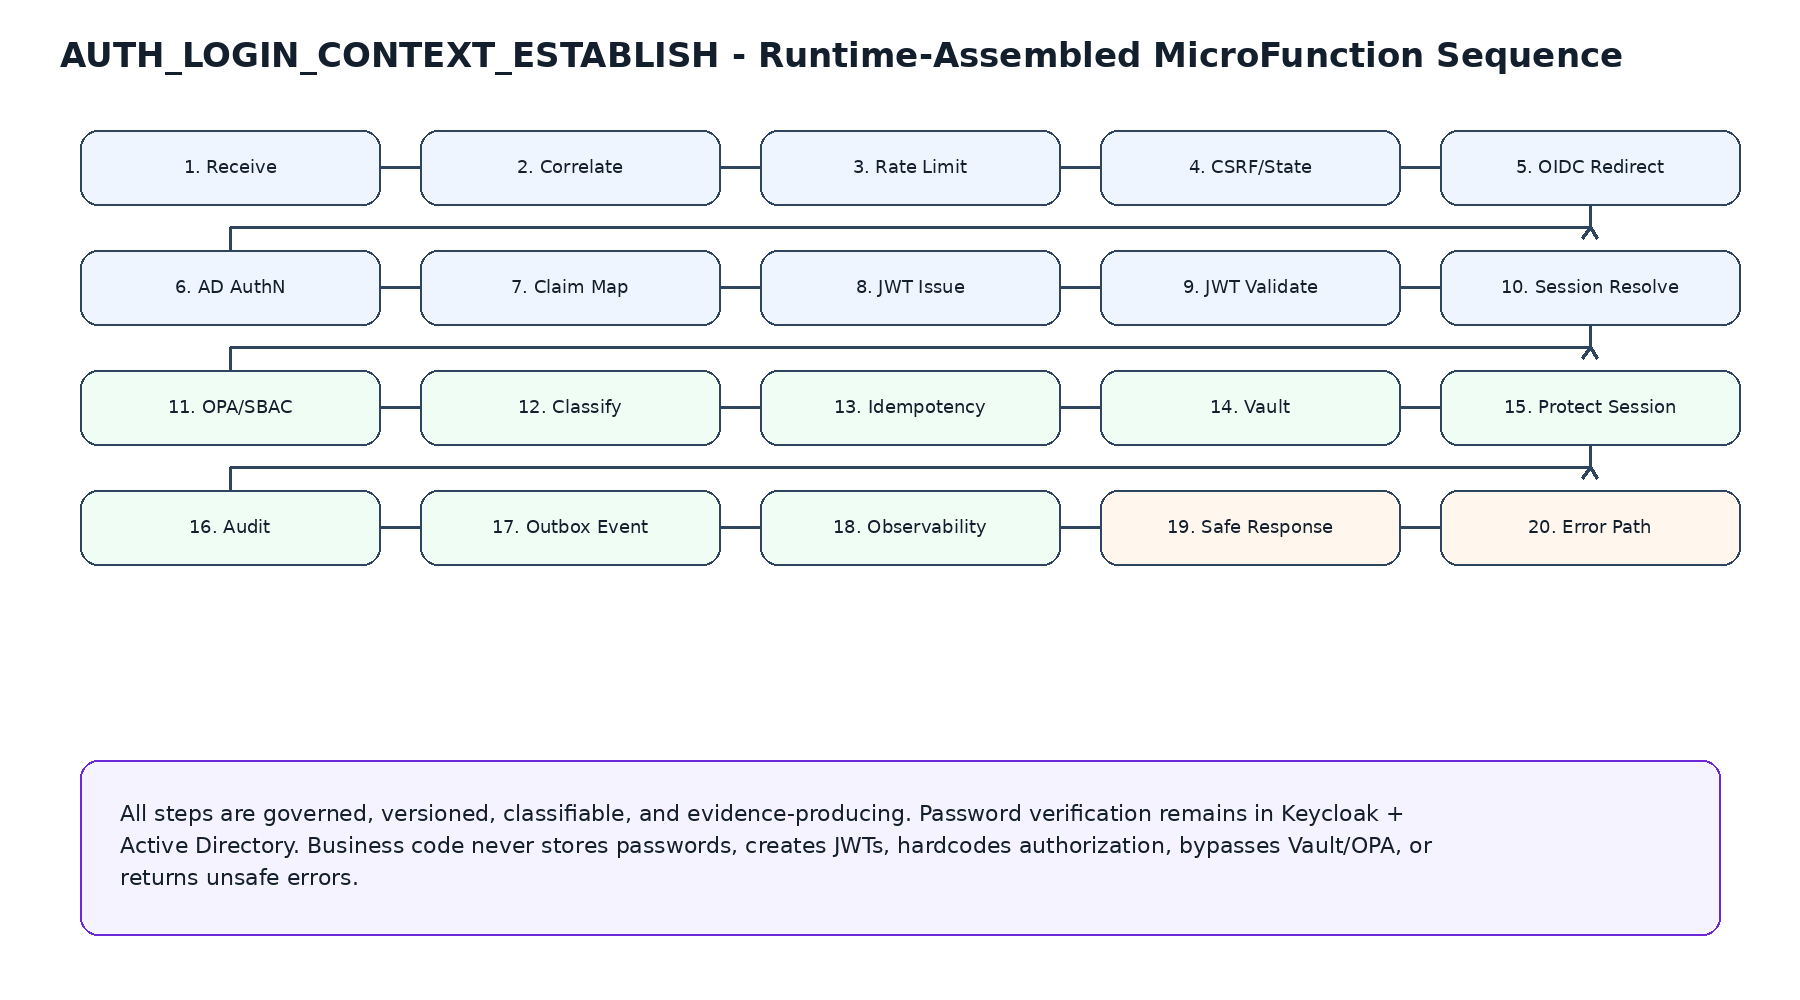 AUTH_LOGIN_CONTEXT_ESTABLISH - Runtime-Assembled MicroFunction Sequence
1. Receive
2. Correlate
3. Rate Limit
4. CSRF/State
5. OIDC Redirect
6. AD AuthN
7. Claim Map
8. JWT Issue
9. JWT Validate
10. Session Resolve
11. OPA/SBAC
12. Classify
13. Idempotency
14. Vault
15. Protect Session
16. Audit
17. Outbox Event
18. Observability
19. Safe Response
20. Error Path
All steps are governed, versioned, classifiable, and evidence-producing. Password verification remains in Keycloak +
Active Directory. Business code never stores passwords, creates JWTs, hardcodes authorization, bypasses Vault/OPA, or
returns unsafe errors.